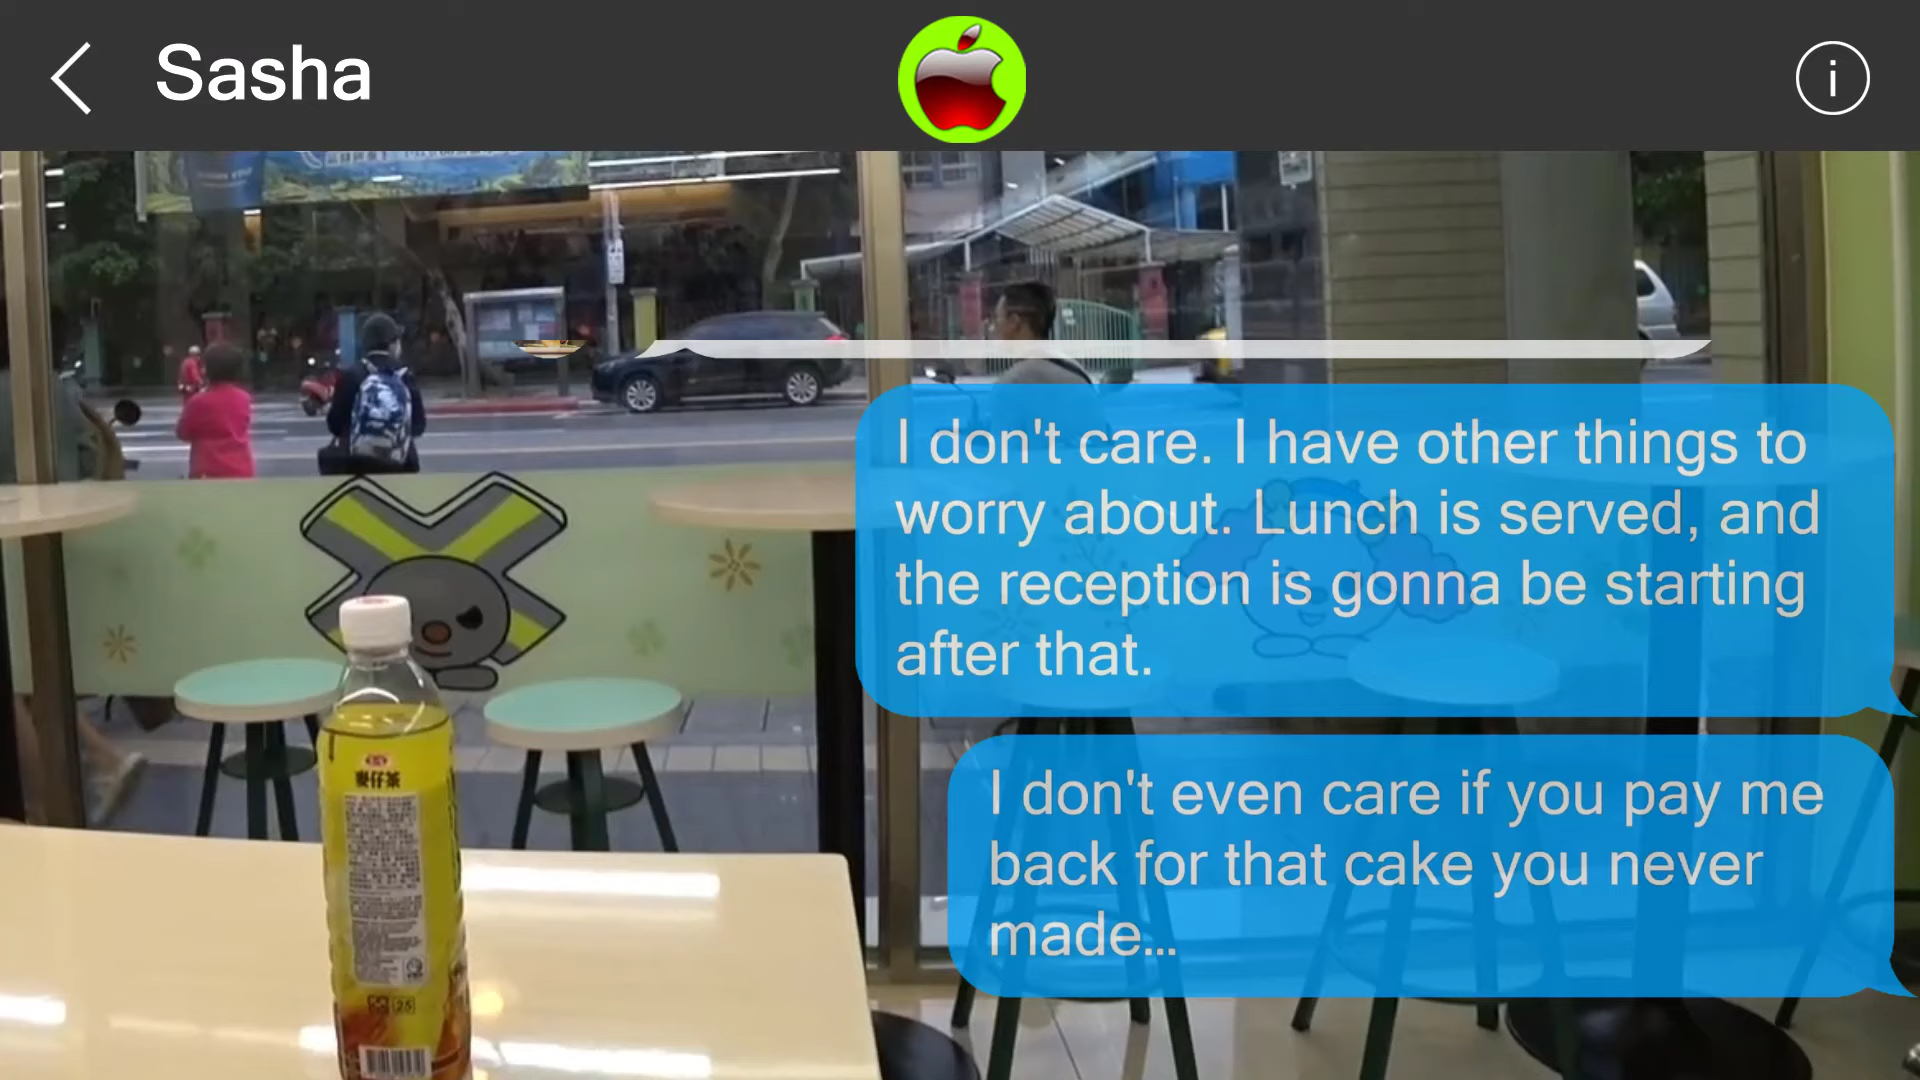 Sasha
i
I don't care. I have other things to
worry about. Lunch is served, and
the reception is gonna be starting
after that.
I don't even care if you pay me
back for that cake you never
made...
麥仔茶
25